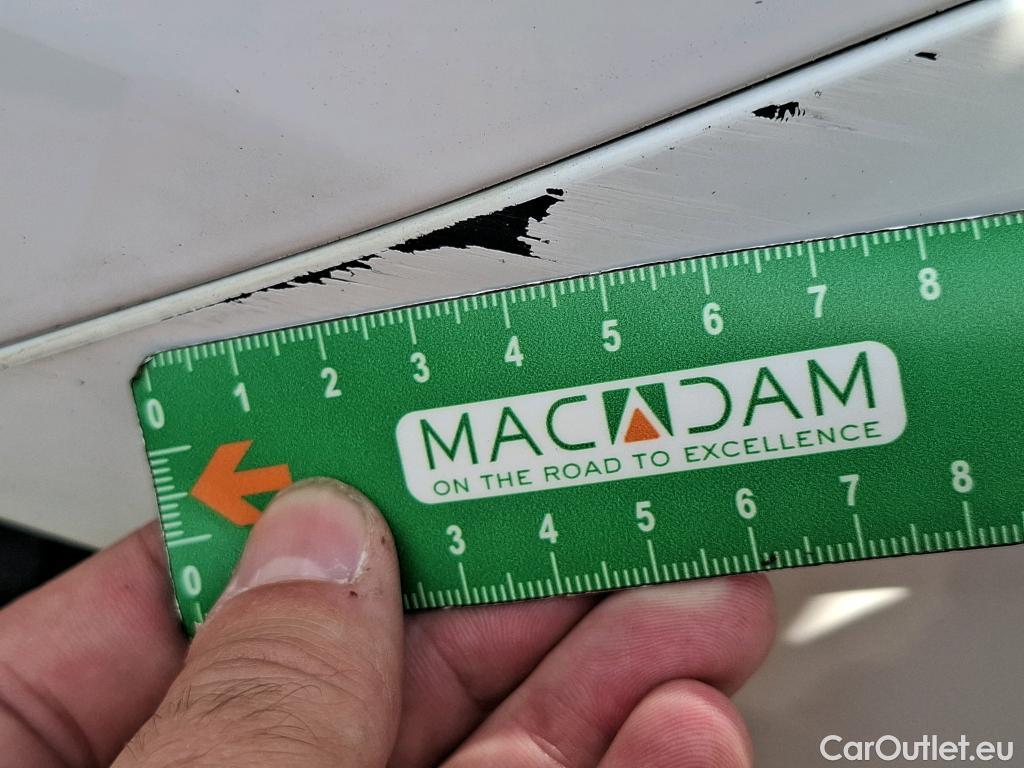 0 1 2 3 4 5 6 7 8
MACADAM
ON THE ROAD TO EXCELLENCE
0 3 4 5 6 7 8
CarOutlet.eu